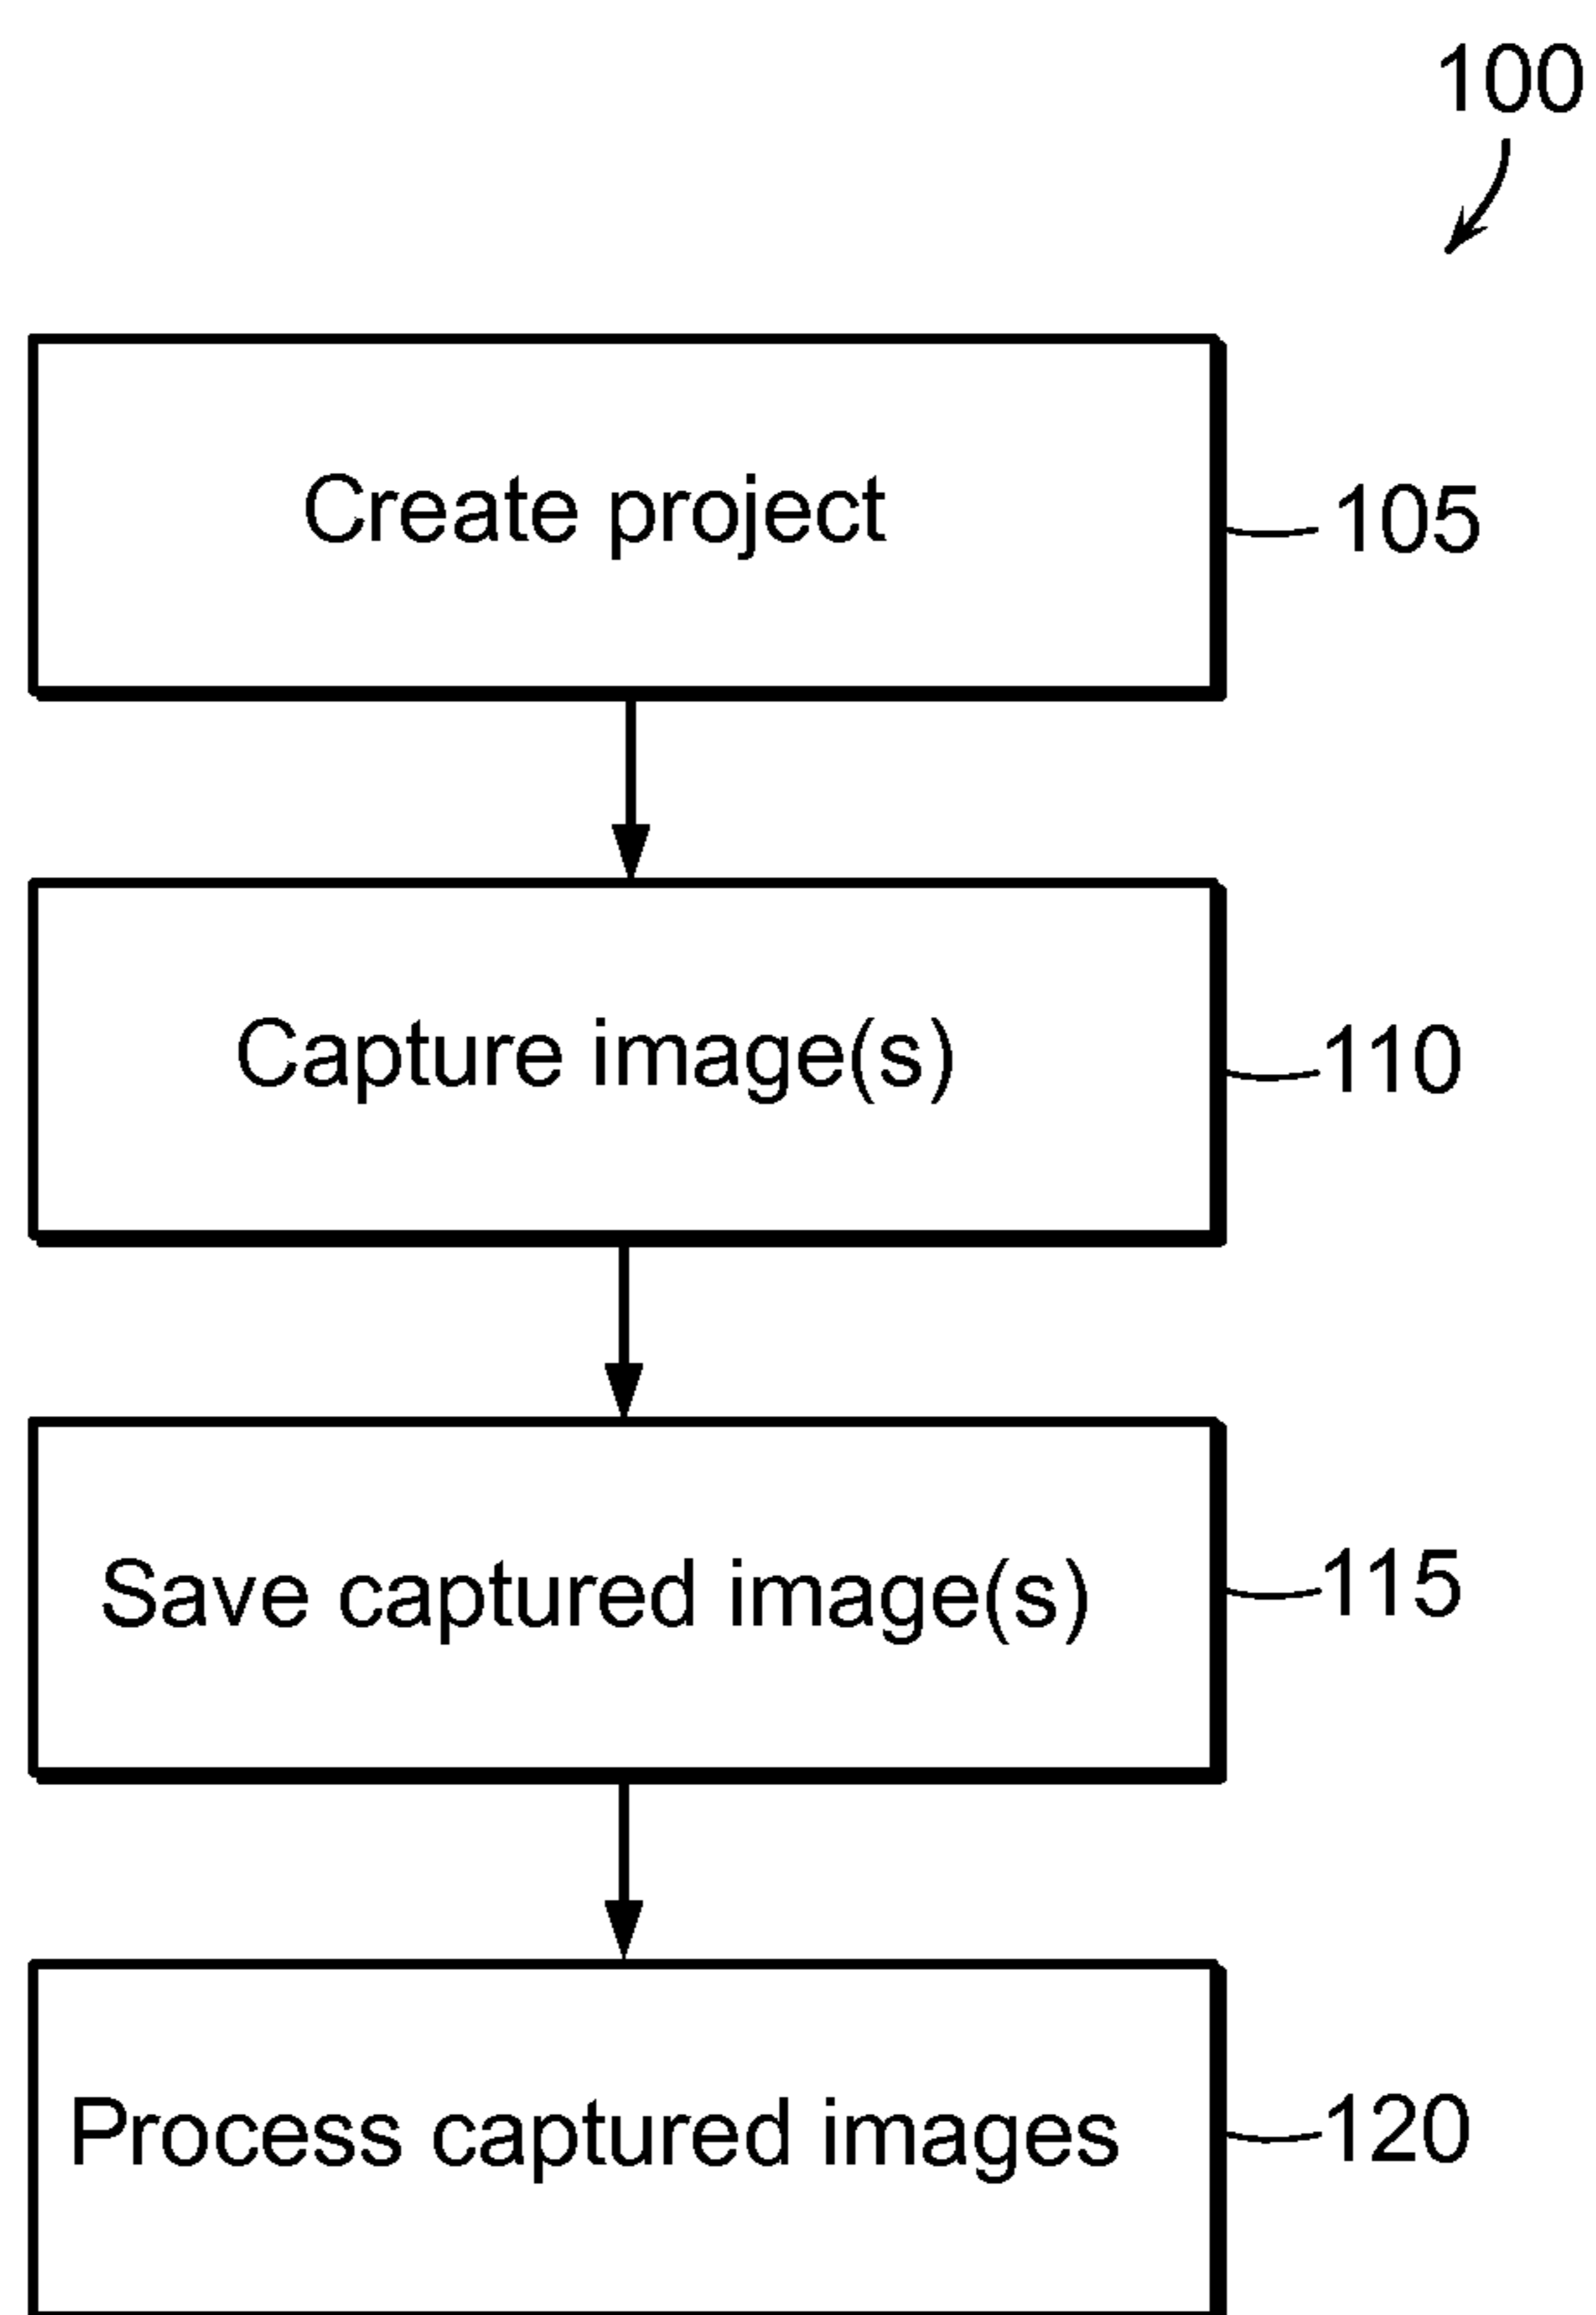 100
Create project
105
Capture image(s)
110
Save captured image(s)
115
Process captured images
120